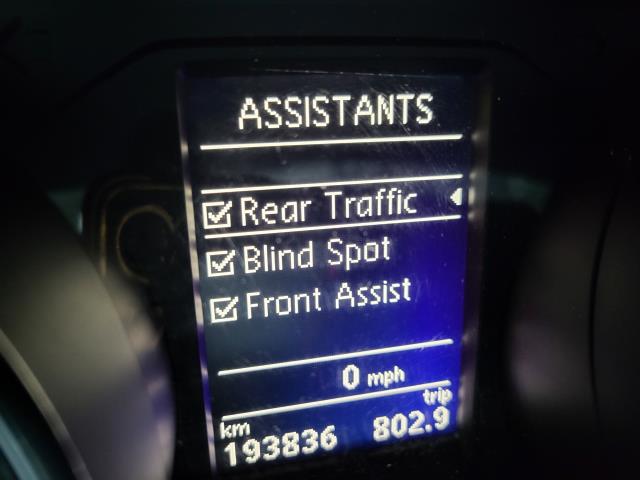 ASSISTANTS
Rear Traffic
Blind Spot
Front Assist
0 mph
km trip
193836 802.9